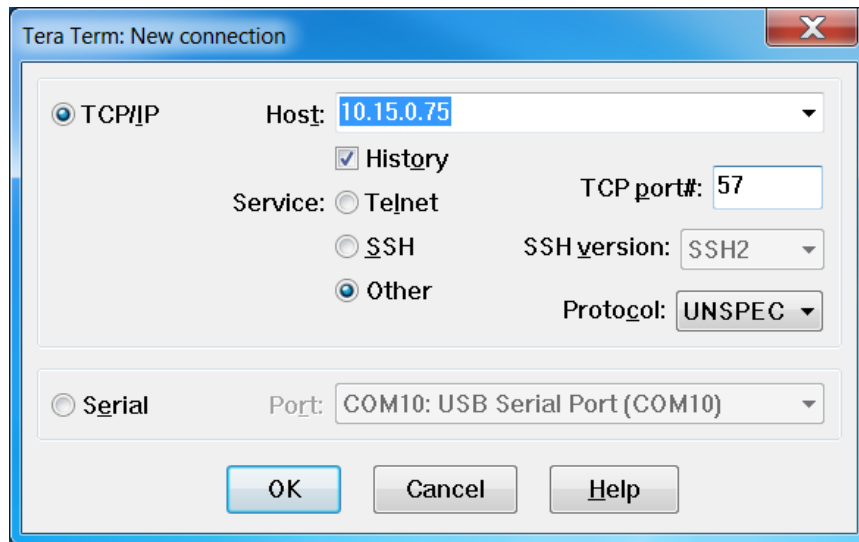 Tera Term: New connection
TCP/IP
Host: 10.15.0.75
History
Service: Telnet
TCP port#: 57
SSH
SSH version: SSH2
Other
Protocol: UNSPEC
Serial
Port: COM10: USB Serial Port (COM10)
OK
Cancel
Help